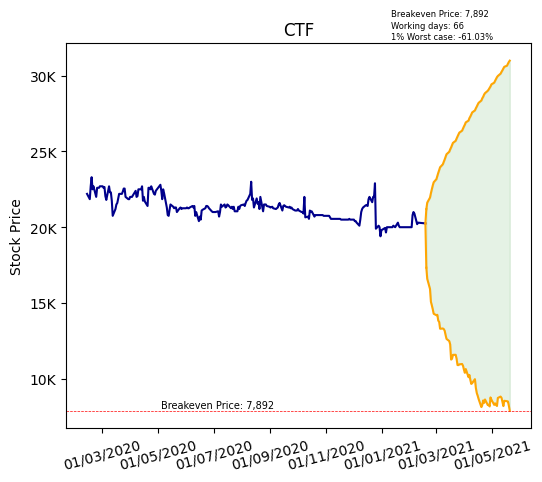 Breakeven Price: 7,892
Working days: 66
1% Worst case: -61.03%
CTF
Stock Price
30K
25K
20K
15K
10K
Breakeven Price: 7,892
01/03/2020 01/05/2020 01/07/2020 01/09/2020 01/11/2020 01/01/2021 01/03/2021 01/05/2021